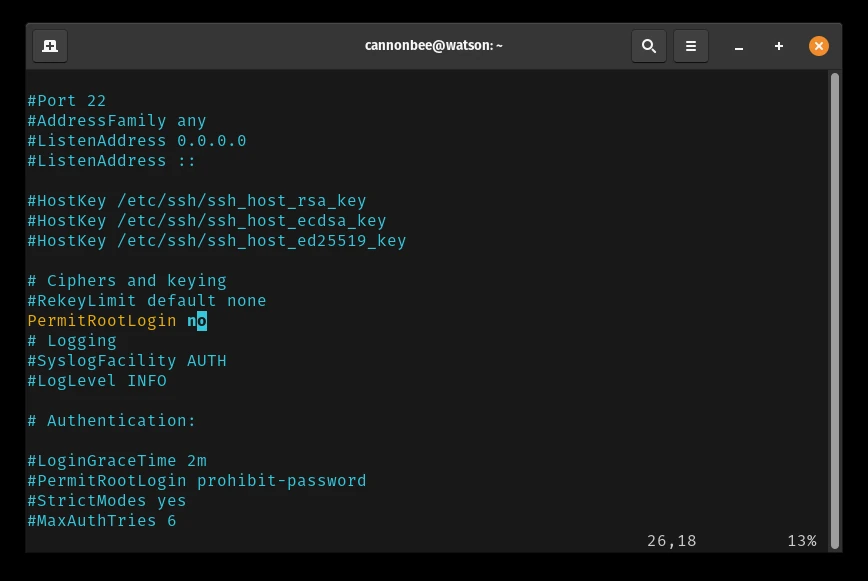 cannonbee@watson: ~
#Port 22
#AddressFamily any
#ListenAddress 0.0.0.0
#ListenAddress ::
#HostKey /etc/ssh/ssh_host_rsa_key
#HostKey /etc/ssh/ssh_host_ecdsa_key
#HostKey /etc/ssh/ssh_host_ed25519_key
# Ciphers and keying
#RekeyLimit default none
PermitRootLogin no
# Logging
#SyslogFacility AUTH
#LogLevel INFO
# Authentication:
#LoginGraceTime 2m
#PermitRootLogin prohibit-password
#StrictModes yes
#MaxAuthTries 6
26,18 13%